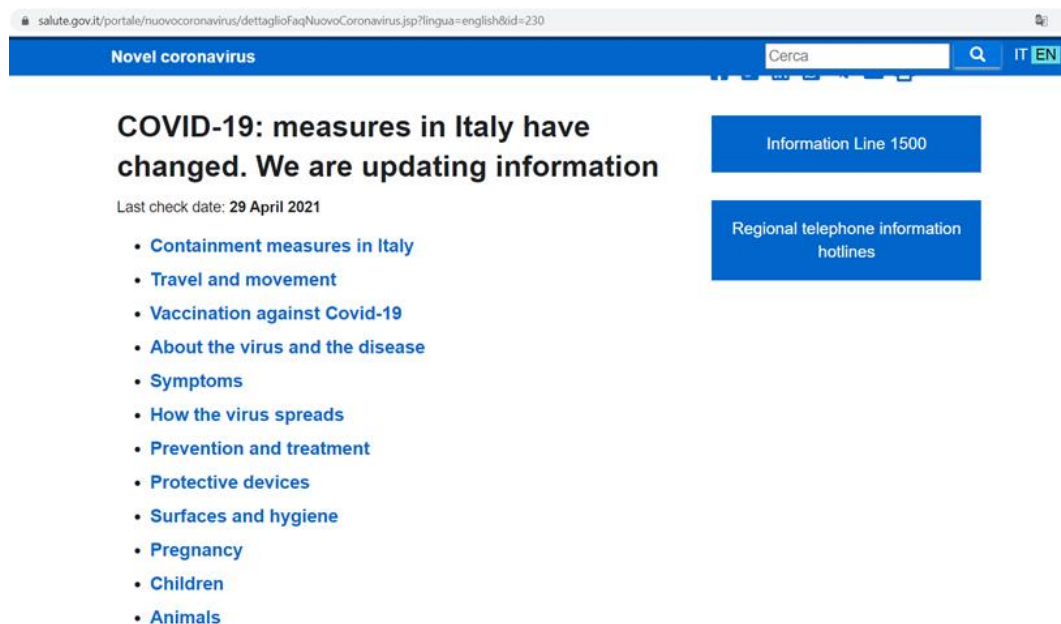 salute.gov.it/portale/nuovocoronavirus/dettaglioFaqNuovoCoronavirus.jsp?lingua=english&id=230
Novel coronavirus
Cerca
IT EN
COVID-19: measures in Italy have
changed. We are updating information
Last check date: 29 April 2021
Containment measures in Italy
Travel and movement
Vaccination against Covid-19
About the virus and the disease
Symptoms
How the virus spreads
Prevention and treatment
Protective devices
Surfaces and hygiene
Pregnancy
Children
Animals
Information Line 1500
Regional telephone information
hotlines